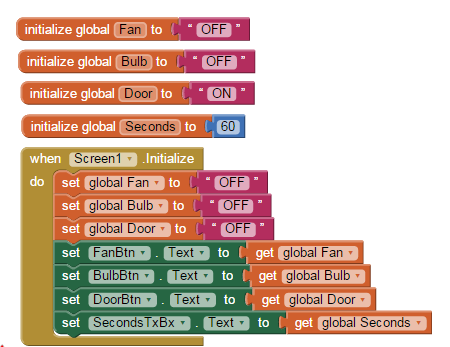 initialize global Fan to " OFF "
initialize global Bulb to " OFF "
initialize global Door to " ON "
initialize global Seconds to 60
when Screen1 .Initialize
do set global Fan to " OFF "
set global Bulb to " OFF "
set global Door to " OFF "
set FanBtn . Text to get global Fan
set BulbBtn . Text to get global Bulb
set DoorBtn . Text to get global Door
set SecondsTxBx . Text to get global Seconds